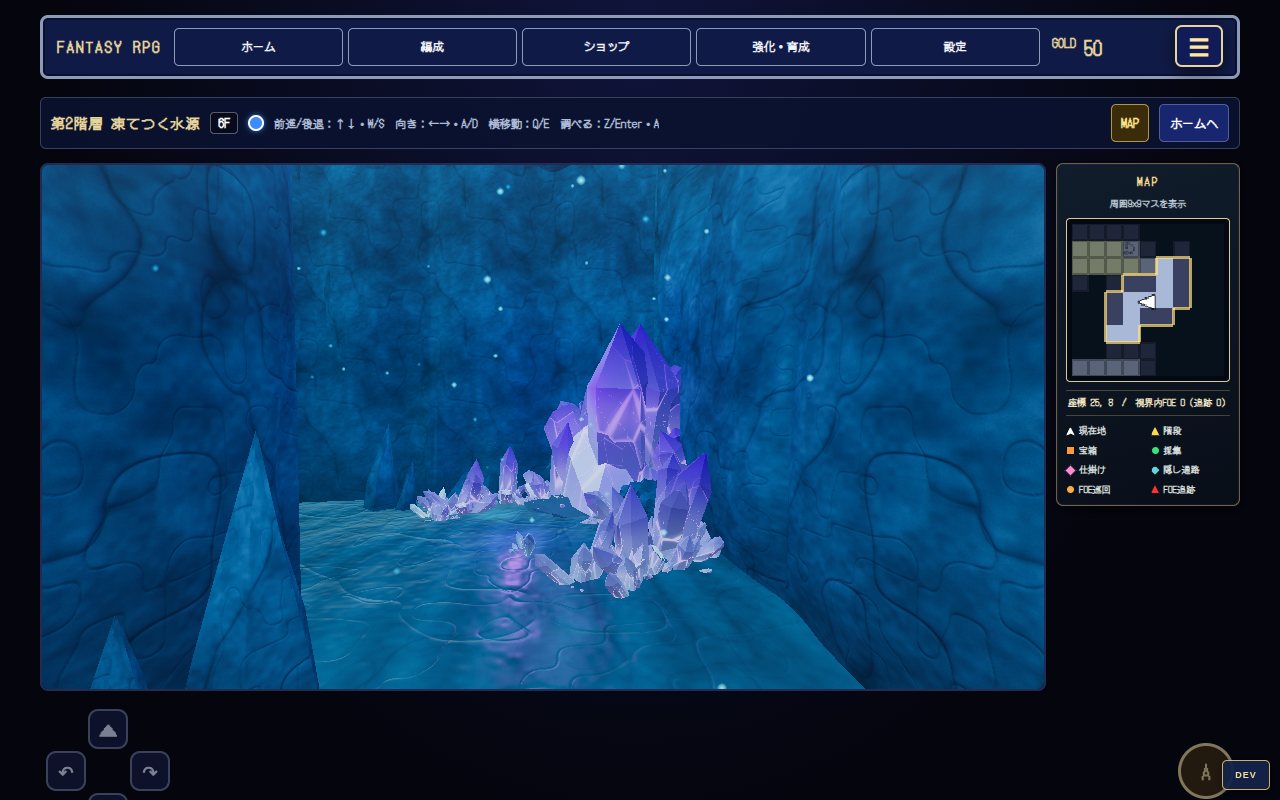 FANTASY RPG ホーム 編成 ショップ 強化・育成 設定 GOLD 50
第2階層 凍てつく水源 6F 前進/後退：↑↓・W/S 向き：←→・A/D 横移動：Q/E 調べる：Z/Enter・A MAP ホームへ
MAP
周囲9x9マスを表示
座標 25, 8 / 視界内FOE 0 (追跡 0)
現在地 階段
宝箱 採集
仕掛け 隠し通路
FOE巡回 FOE追跡
A DEV